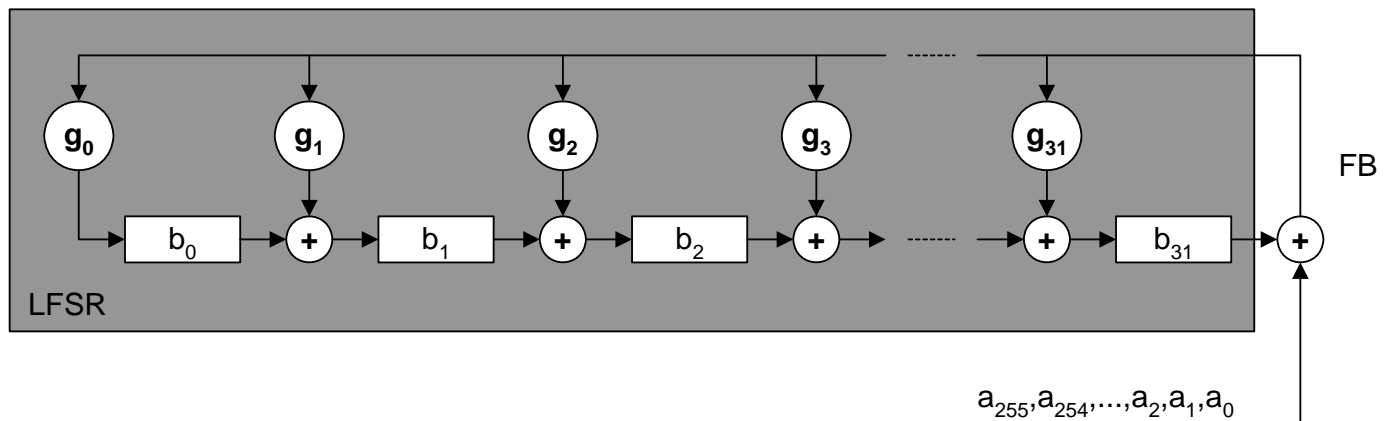 g₀ g₁ g₂ g₃ g₃₁
FB
b₀ + b₁ + b₂ + + b₃₁ +
LFSR
a₂₅₅,a₂₅₄,...,a₂,a₁,a₀